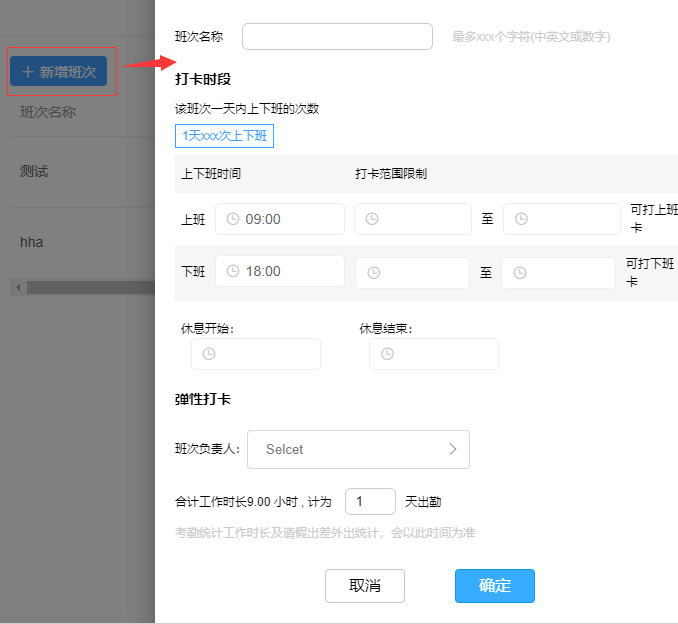 班次名称
最多xxx个字符(中英文或数字)
打卡时段
新增班次
该班次一天内上下班的次数
班次名称
1天xxx次上下班
上下班时间
打卡范围限制
测试
上班
09:00
至
可打上班
卡
hha
下班
18:00
至
可打下班
卡
休息开始:
休息结束:
弹性打卡
班次负责人:
Selcet
合计工作时长9.00 小时 , 计为
1
天出勤
考勤统计工作时长及请假出差外出统计，会以此时间为准
取消
确定